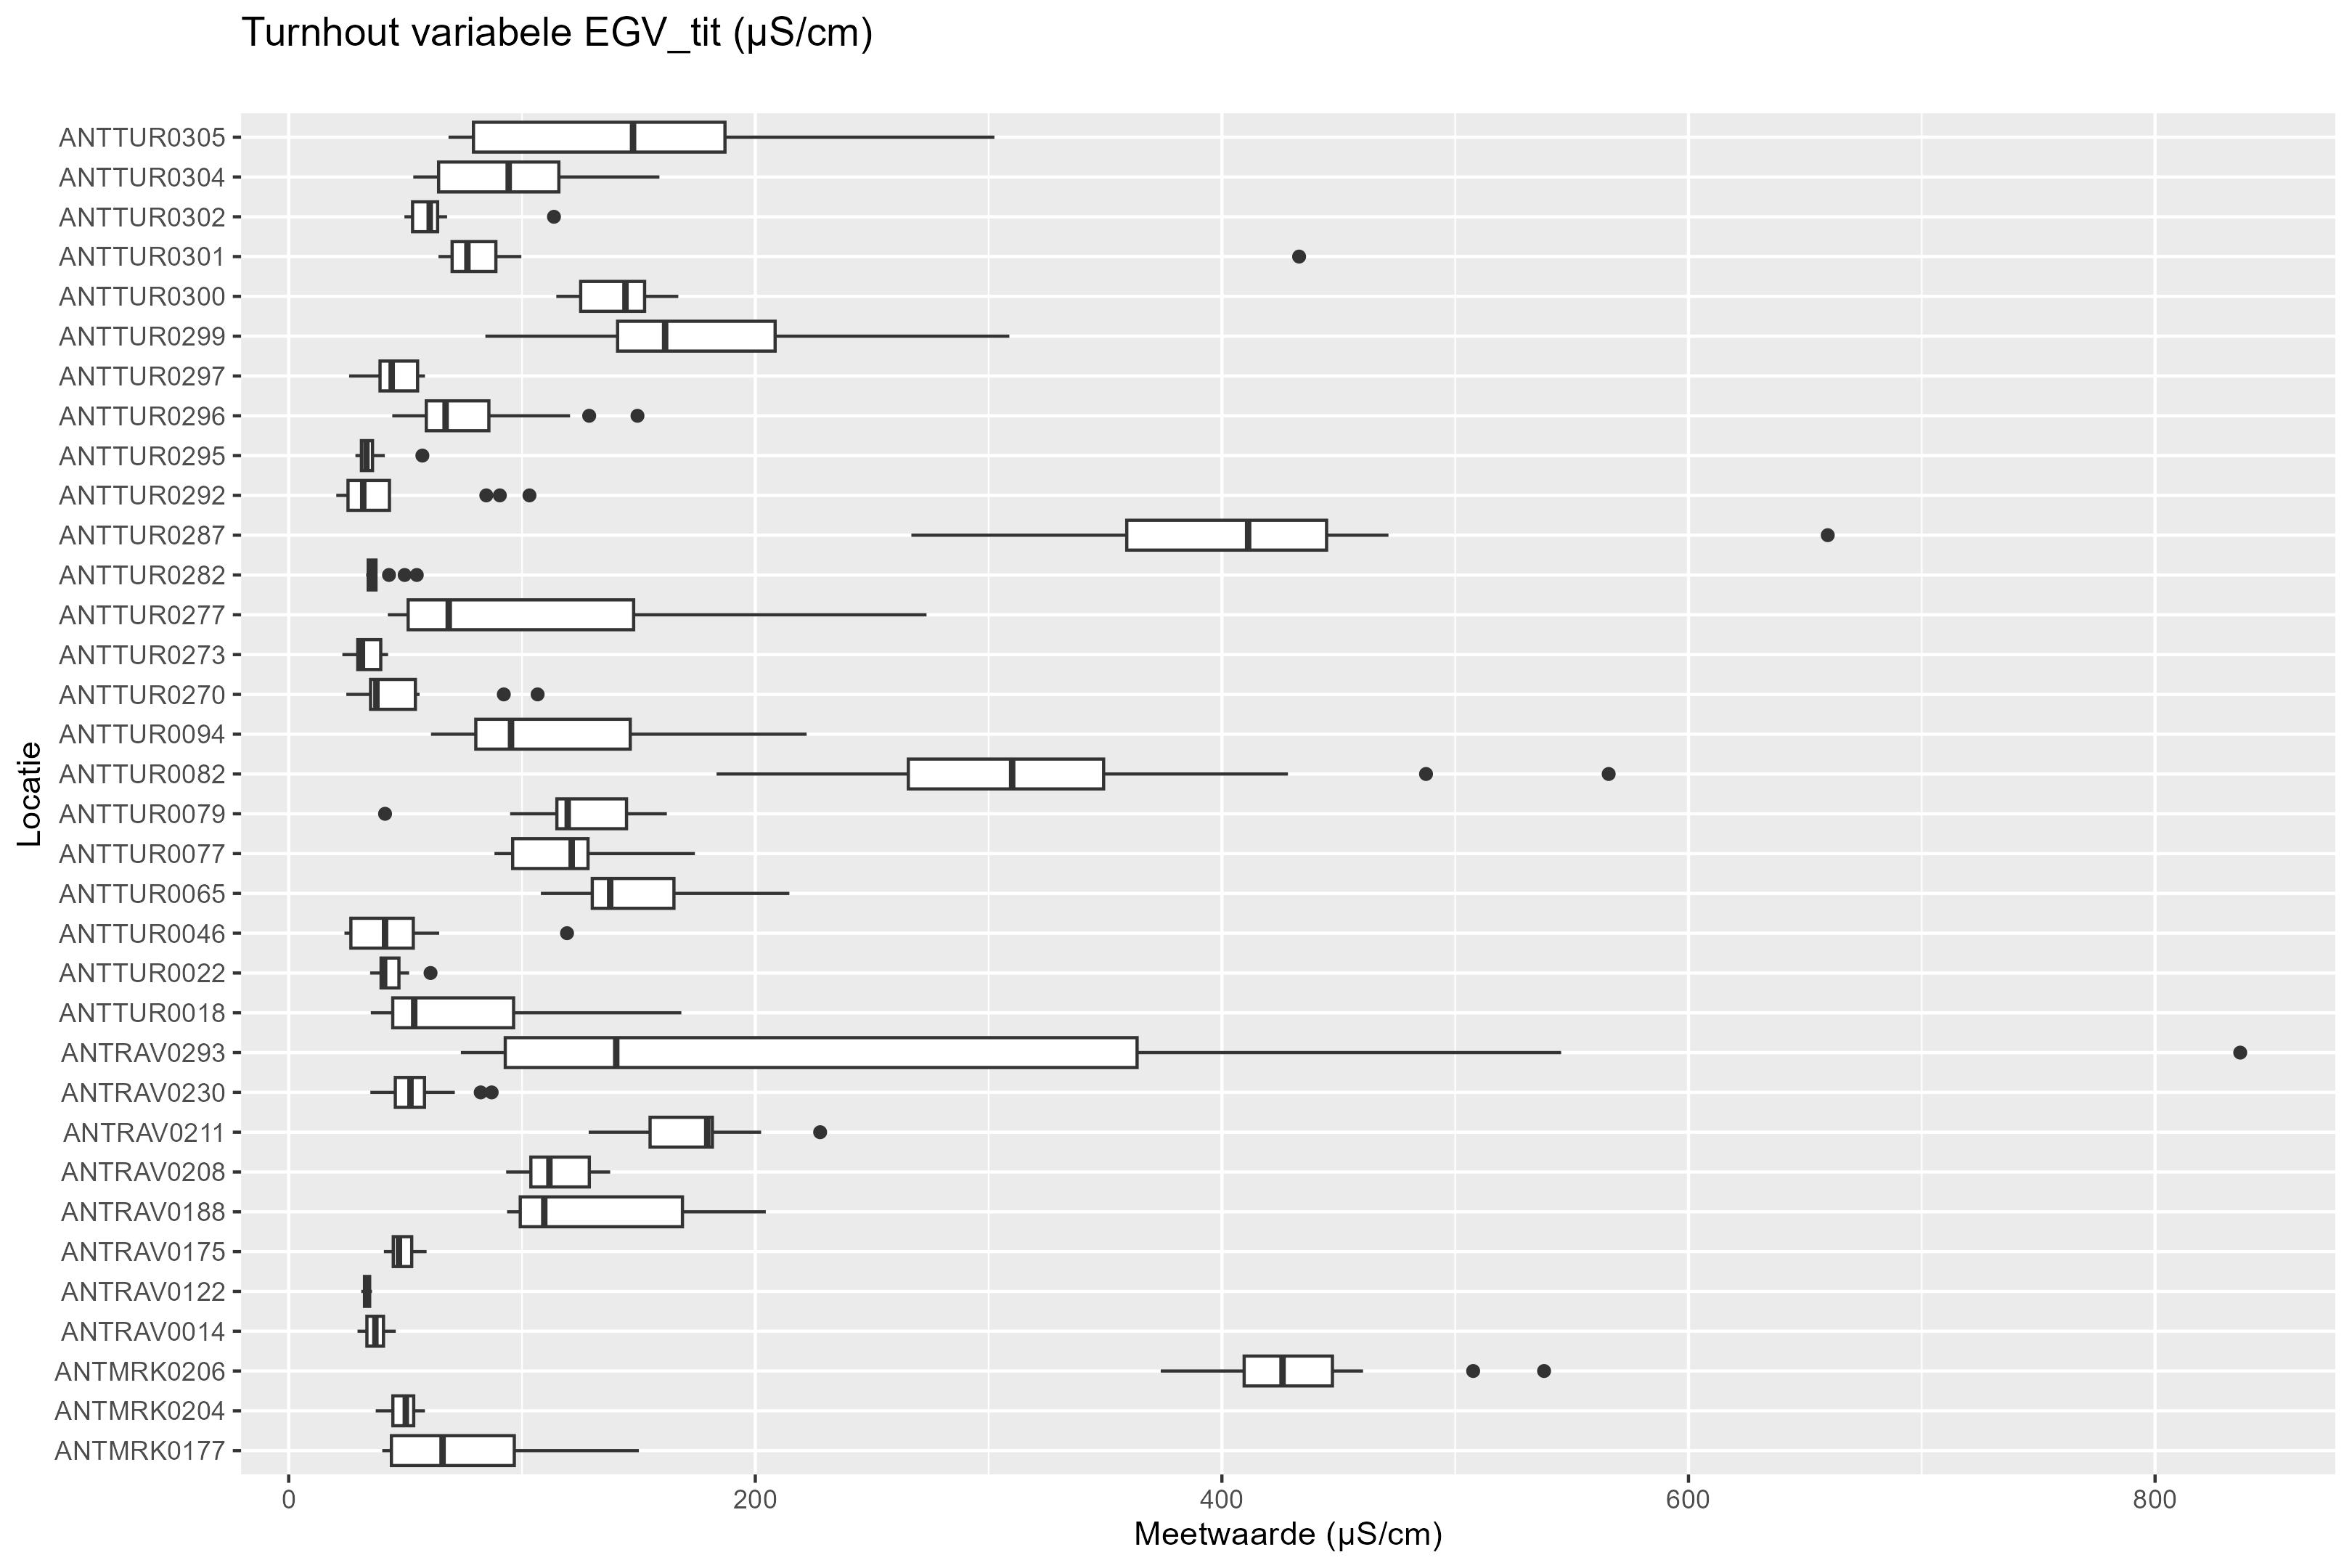 Turnhout variabele EGV_tit (µS/cm)
Locatie
ANTTUR0305
ANTTUR0304
ANTTUR0302
ANTTUR0301
ANTTUR0300
ANTTUR0299
ANTTUR0297
ANTTUR0296
ANTTUR0295
ANTTUR0292
ANTTUR0287
ANTTUR0282
ANTTUR0277
ANTTUR0273
ANTTUR0270
ANTTUR0094
ANTTUR0082
ANTTUR0079
ANTTUR0077
ANTTUR0065
ANTTUR0046
ANTTUR0022
ANTTUR0018
ANTRAV0293
ANTRAV0230
ANTRAV0211
ANTRAV0208
ANTRAV0188
ANTRAV0175
ANTRAV0122
ANTRAV0014
ANTMRK0206
ANTMRK0204
ANTMRK0177
0 200 400 600 800
Meetwaarde (µS/cm)